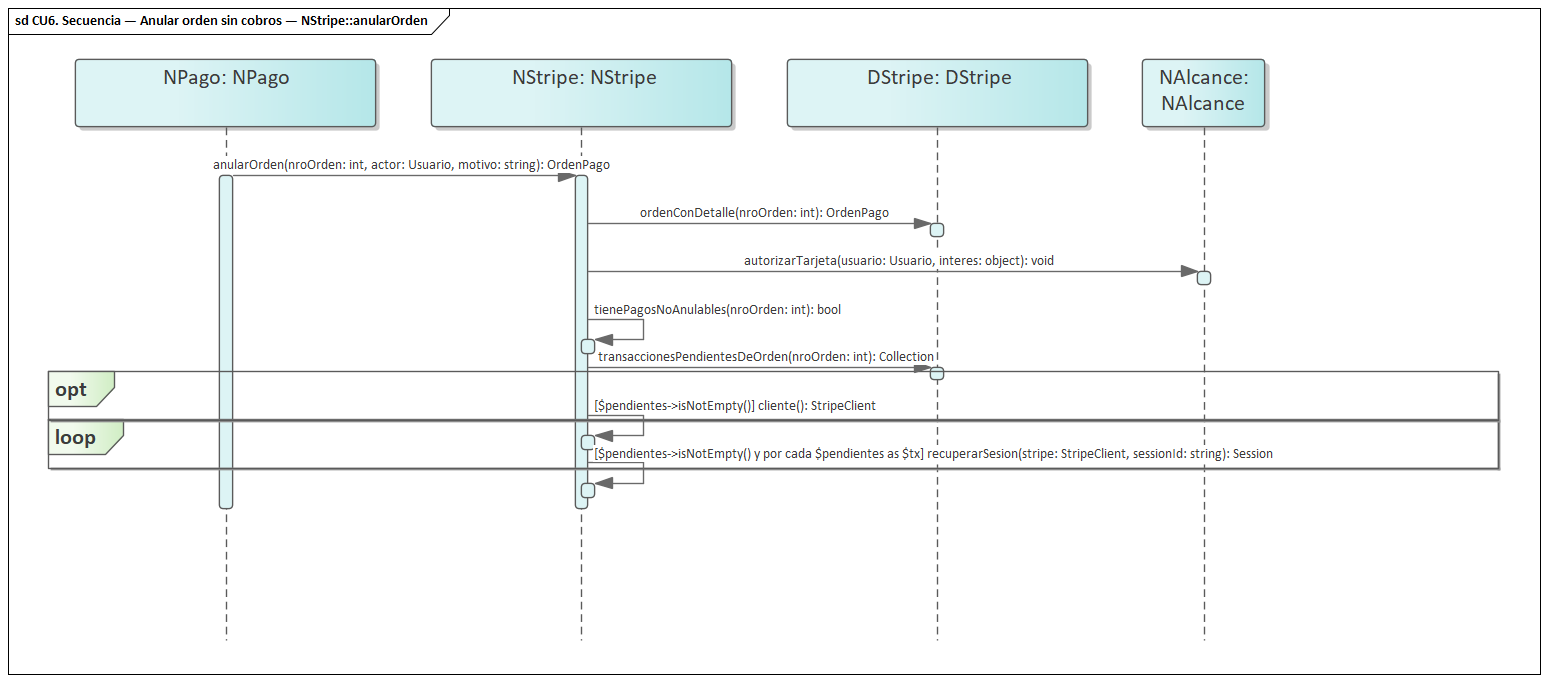 sd CU6. Secuencia — Anular orden sin cobros — NStripe::anularOrden
NPago: NPago
NStripe: NStripe
DStripe: DStripe
NAlcance:
NAlcance
anularOrden(nroOrden: int, actor: Usuario, motivo: string): OrdenPago
ordenConDetalle(nroOrden: int): OrdenPago
autorizarTarjeta(usuario: Usuario, interes: object): void
tienePagosNoAnulables(nroOrden: int): bool
transaccionesPendientesDeOrden(nroOrden: int): Collection
opt
[$pendientes->isNotEmpty()] cliente(): StripeClient
loop
[$pendientes->isNotEmpty() y por cada $pendientes as $tx] recuperarSesion(stripe: StripeClient, sessionId: string): Session